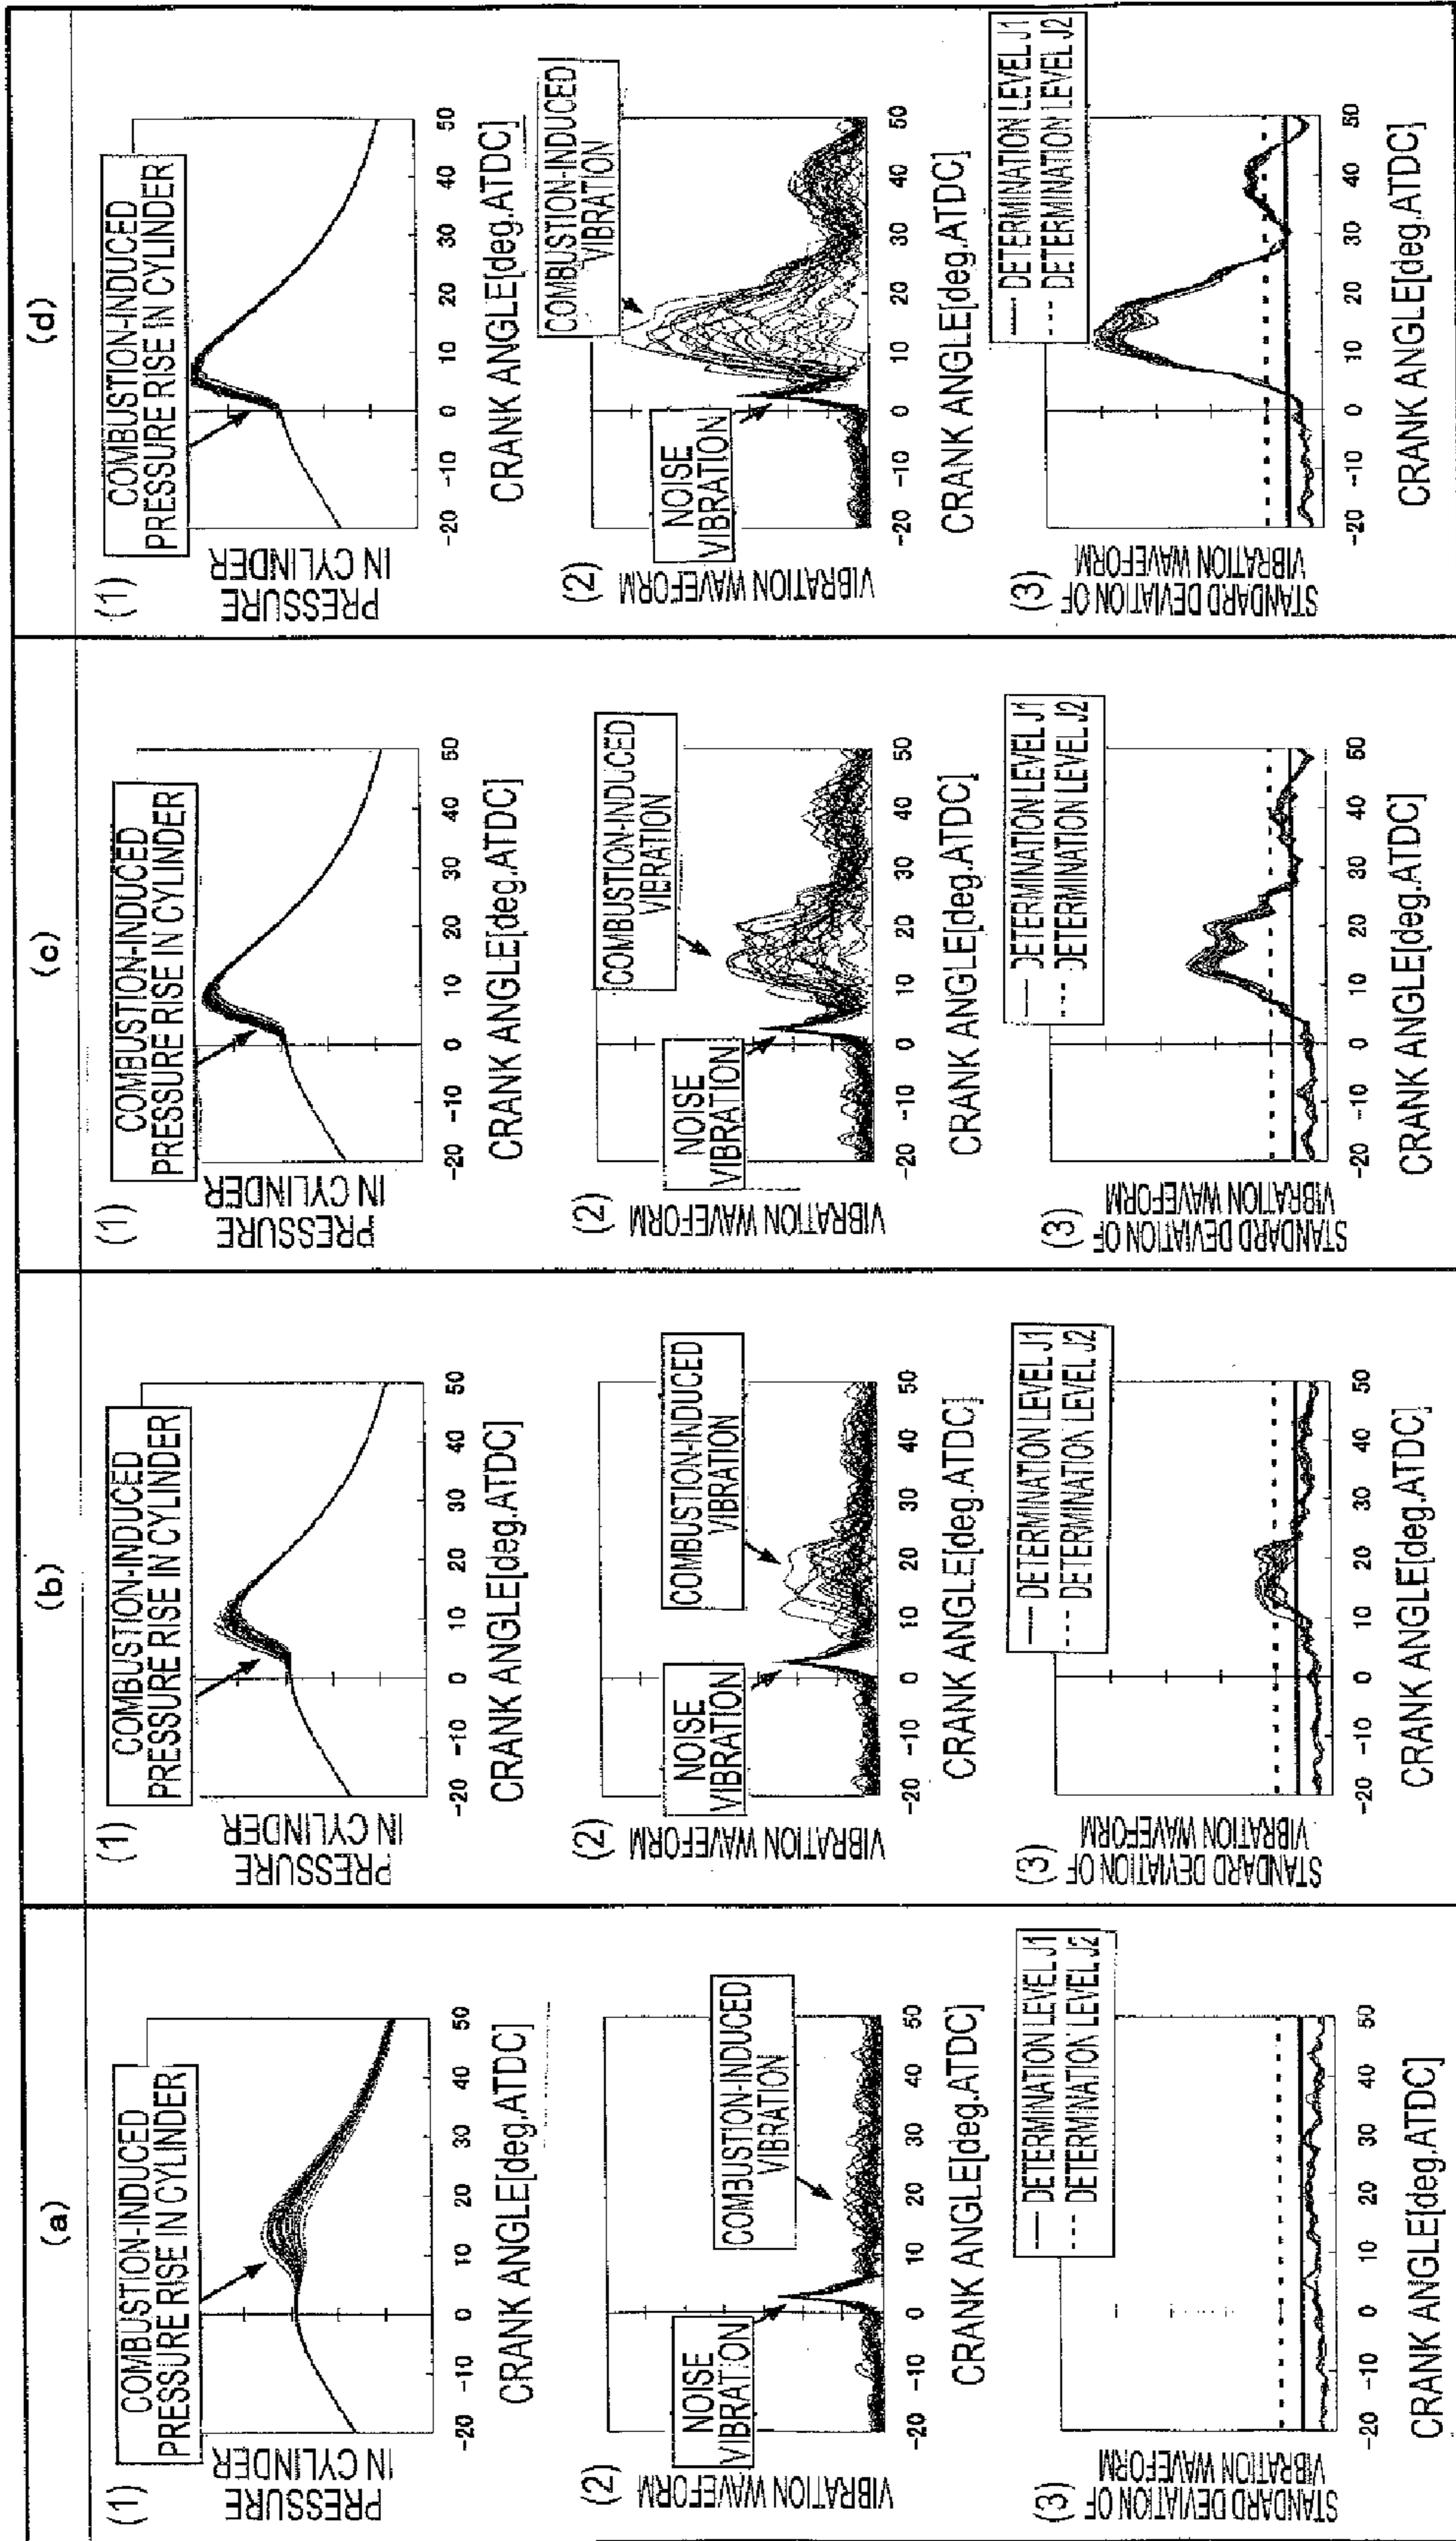 (a)
(1)
COMBUSTION-INDUCED
PRESSURE RISE IN CYLINDER
PRESSURE
IN CYLINDER
-20 -10 0 10 20 30 40 50
CRANK ANGLE[deg.ATDC]
(2)
NOISE
VIBRATION
COMBUSTION-INDUCED
VIBRATION
VIBRATION WAVEFORM
-20 -10 0 10 20 30 40 50
CRANK ANGLE[deg.ATDC]
(3)
DETERMINATION LEVEL J1
DETERMINATION LEVEL J2
STANDARD DEVIATION OF
VIBRATION WAVEFORM
-20 -10 0 10 20 30 40 50
CRANK ANGLE[deg.ATDC]
(b)
(1)
COMBUSTION-INDUCED
PRESSURE RISE IN CYLINDER
PRESSURE
IN CYLINDER
-20 -10 0 10 20 30 40 50
CRANK ANGLE[deg.ATDC]
(2)
NOISE
VIBRATION
COMBUSTION-INDUCED
VIBRATION
VIBRATION WAVEFORM
-20 -10 0 10 20 30 40 50
CRANK ANGLE[deg.ATDC]
(3)
DETERMINATION LEVEL J1
DETERMINATION LEVEL J2
STANDARD DEVIATION OF
VIBRATION WAVEFORM
-20 -10 0 10 20 30 40 50
CRANK ANGLE[deg.ATDC]
(c)
(1)
COMBUSTION-INDUCED
PRESSURE RISE IN CYLINDER
PRESSURE
IN CYLINDER
-20 -10 0 10 20 30 40 50
CRANK ANGLE[deg.ATDC]
(2)
NOISE
VIBRATION
COMBUSTION-INDUCED
VIBRATION
VIBRATION WAVEFORM
-20 -10 0 10 20 30 40 50
CRANK ANGLE[deg.ATDC]
(3)
DETERMINATION LEVEL J1
DETERMINATION LEVEL J2
STANDARD DEVIATION OF
VIBRATION WAVEFORM
-20 -10 0 10 20 30 40 50
CRANK ANGLE[deg.ATDC]
(d)
(1)
COMBUSTION-INDUCED
PRESSURE RISE IN CYLINDER
PRESSURE
IN CYLINDER
-20 -10 0 10 20 30 40 50
CRANK ANGLE[deg.ATDC]
(2)
NOISE
VIBRATION
COMBUSTION-INDUCED
VIBRATION
VIBRATION WAVEFORM
-20 -10 0 10 20 30 40 50
CRANK ANGLE[deg.ATDC]
(3)
DETERMINATION LEVEL J1
DETERMINATION LEVEL J2
STANDARD DEVIATION OF
VIBRATION WAVEFORM
-20 -10 0 10 20 30 40 50
CRANK ANGLE[deg.ATDC]